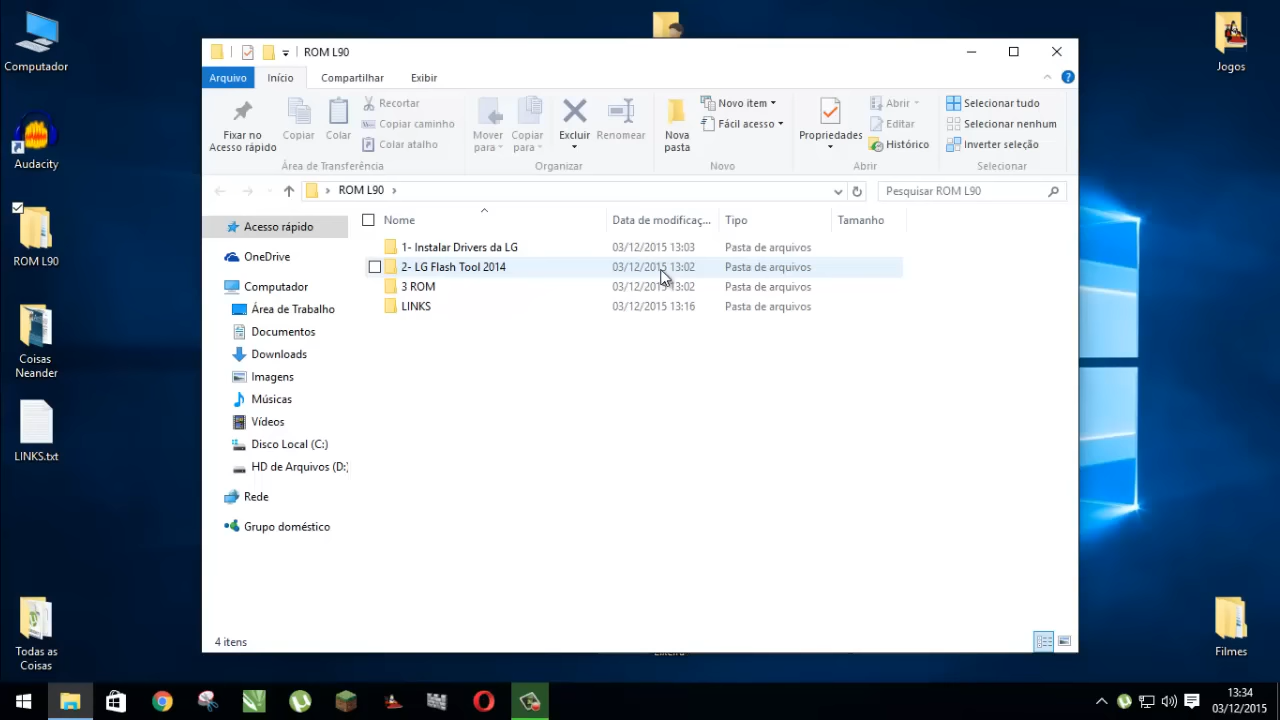 Computador
Audacity
ROM L90
Coisas
Neander
LINKS.txt
Todas as
Coisas
Jogos
Filmes
ROM L90
Arquivo
Início
Compartilhar
Exibir
Fixar no
Acesso rápido
Copiar
Colar
Recortar
Copiar caminho
Colar atalho
Área de Transferência
Mover
para
Copiar
para
Excluir
Renomear
Organizar
Nova
pasta
Novo item
Fácil acesso
Novo
Propriedades
Abrir
Editar
Histórico
Abrir
Selecionar tudo
Selecionar nenhum
Inverter seleção
Selecionar
ROM L90
Pesquisar ROM L90
Acesso rápido
OneDrive
Computador
Área de Trabalho
Documentos
Downloads
Imagens
Músicas
Vídeos
Disco Local (C:)
HD de Arquivos (D:)
Rede
Grupo doméstico
Nome Data de modificaç... Tipo Tamanho
1- Instalar Drivers da LG 03/12/2015 13:03 Pasta de arquivos
2- LG Flash Tool 2014 03/12/2015 13:02 Pasta de arquivos
3 ROM 03/12/2015 13:02 Pasta de arquivos
LINKS 03/12/2015 13:16 Pasta de arquivos
4 itens
13:34
03/12/2015